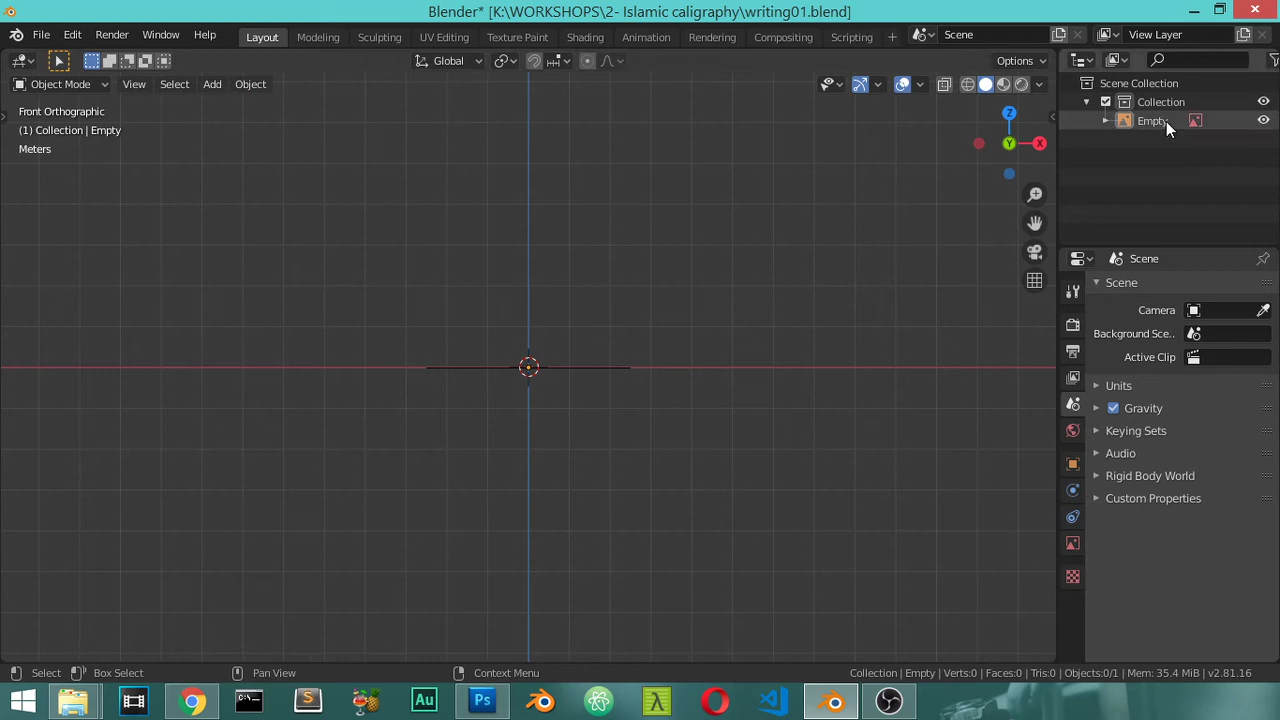 Blender* [K:\WORKSHOPS\2- Islamic caligraphy\writing01.blend]
File Edit Render Window Help Layout Modeling Sculpting UV Editing Texture Paint Shading Animation Rendering Compositing Scripting + Scene View Layer
Global Options
Object Mode View Select Add Object
Scene Collection
Collection
Empty
Front Orthographic
(1) Collection | Empty
Meters
Z
Y
X
Scene
Scene
Camera
Background Sce..
Active Clip
Units
Gravity
Keying Sets
Audio
Rigid Body World
Custom Properties
Select Box Select Pan View Context Menu Collection | Empty | Verts:0 | Faces:0 | Tris:0 | Objects:0/1 | Mem: 35.4 MiB | v2.81.16
S Au Ps λ